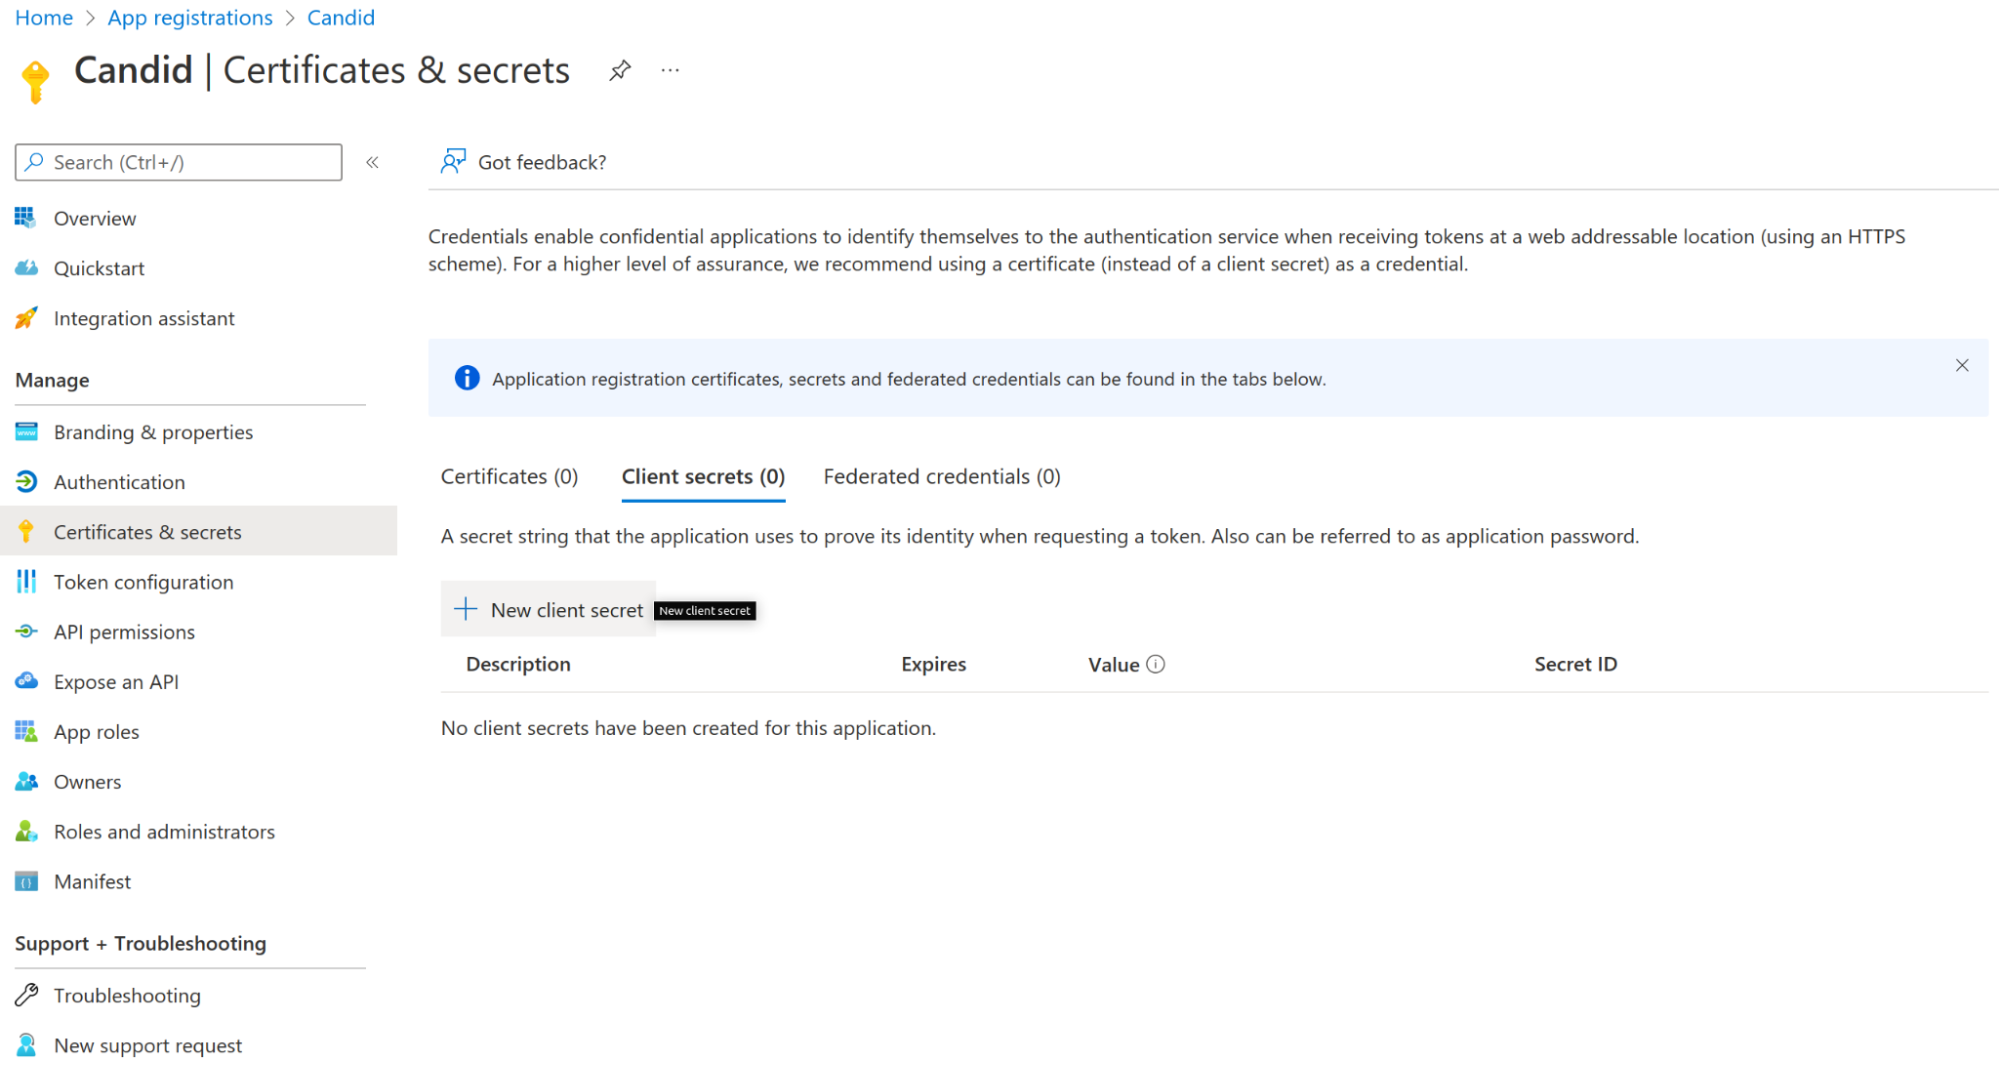 Home > App registrations > Candid
Candid | Certificates & secrets ···
Search (Ctrl+/) «
Overview
Quickstart
Integration assistant
Manage
Branding & properties
Authentication
Certificates & secrets
Token configuration
API permissions
Expose an API
App roles
Owners
Roles and administrators
Manifest
Support + Troubleshooting
Troubleshooting
New support request
Got feedback?
Credentials enable confidential applications to identify themselves to the authentication service when receiving tokens at a web addressable location (using an HTTPS
scheme). For a higher level of assurance, we recommend using a certificate (instead of a client secret) as a credential.
Application registration certificates, secrets and federated credentials can be found in the tabs below.
Certificates (0) Client secrets (0) Federated credentials (0)
A secret string that the application uses to prove its identity when requesting a token. Also can be referred to as application password.
New client secret New client secret
Description Expires Value Secret ID
No client secrets have been created for this application.